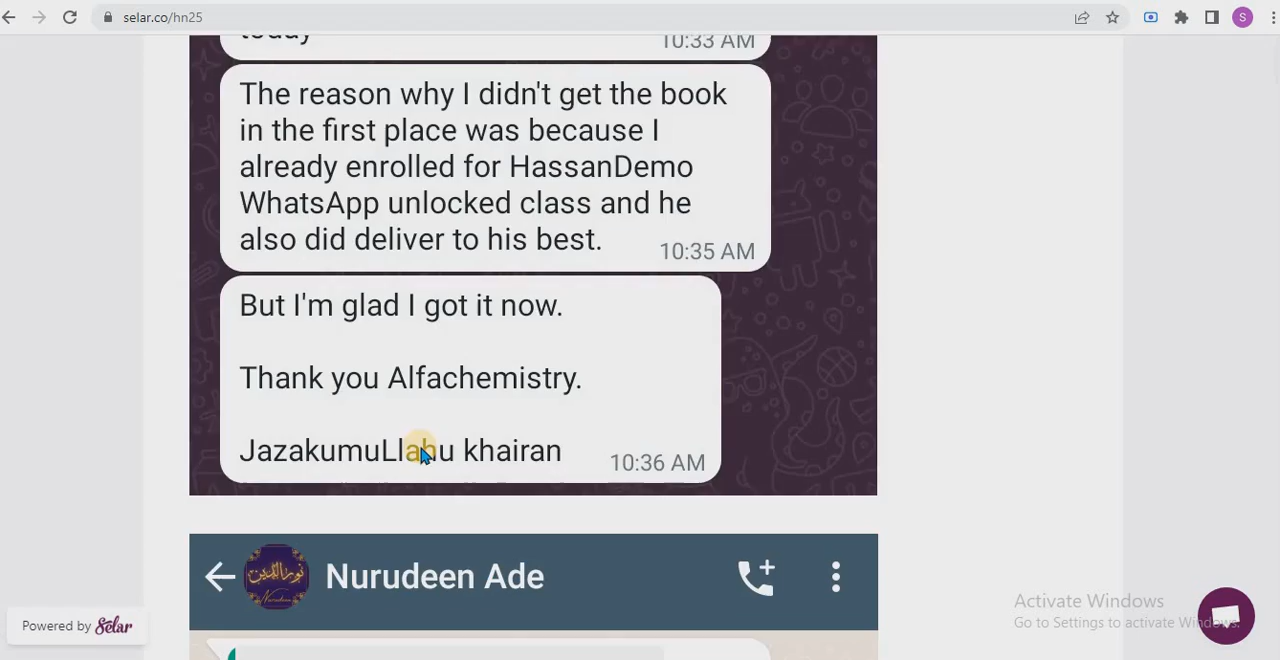 selar.co/hn25
S
today
10:33 AM
The reason why I didn't get the book
in the first place was because I
already enrolled for HassanDemo
WhatsApp unlocked class and he
also did deliver to his best.
10:35 AM
But I'm glad I got it now.
Thank you Alfachemistry.
JazakumuLlahu khairan
10:36 AM
Nurudeen Ade
Activate Windows
Go to Settings to activate Windows.
Powered by Selar